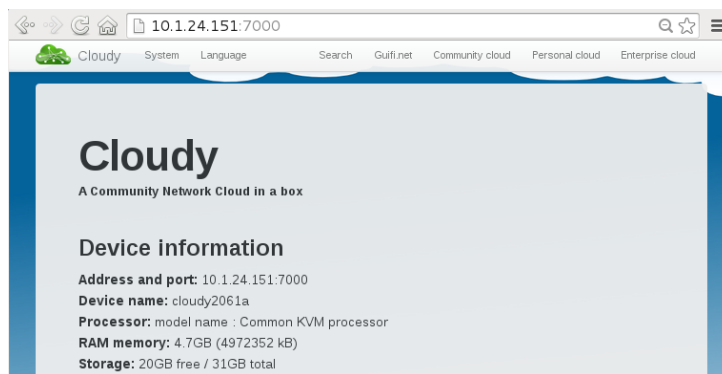 10.1.24.151:7000
Cloudy System Language Search Guifi.net Community cloud Personal cloud Enterprise cloud
Cloudy
A Community Network Cloud in a box
Device information
Address and port: 10.1.24.151:7000
Device name: cloudy2061a
Processor: model name : Common KVM processor
RAM memory: 4.7GB (4972352 kB)
Storage: 20GB free / 31GB total